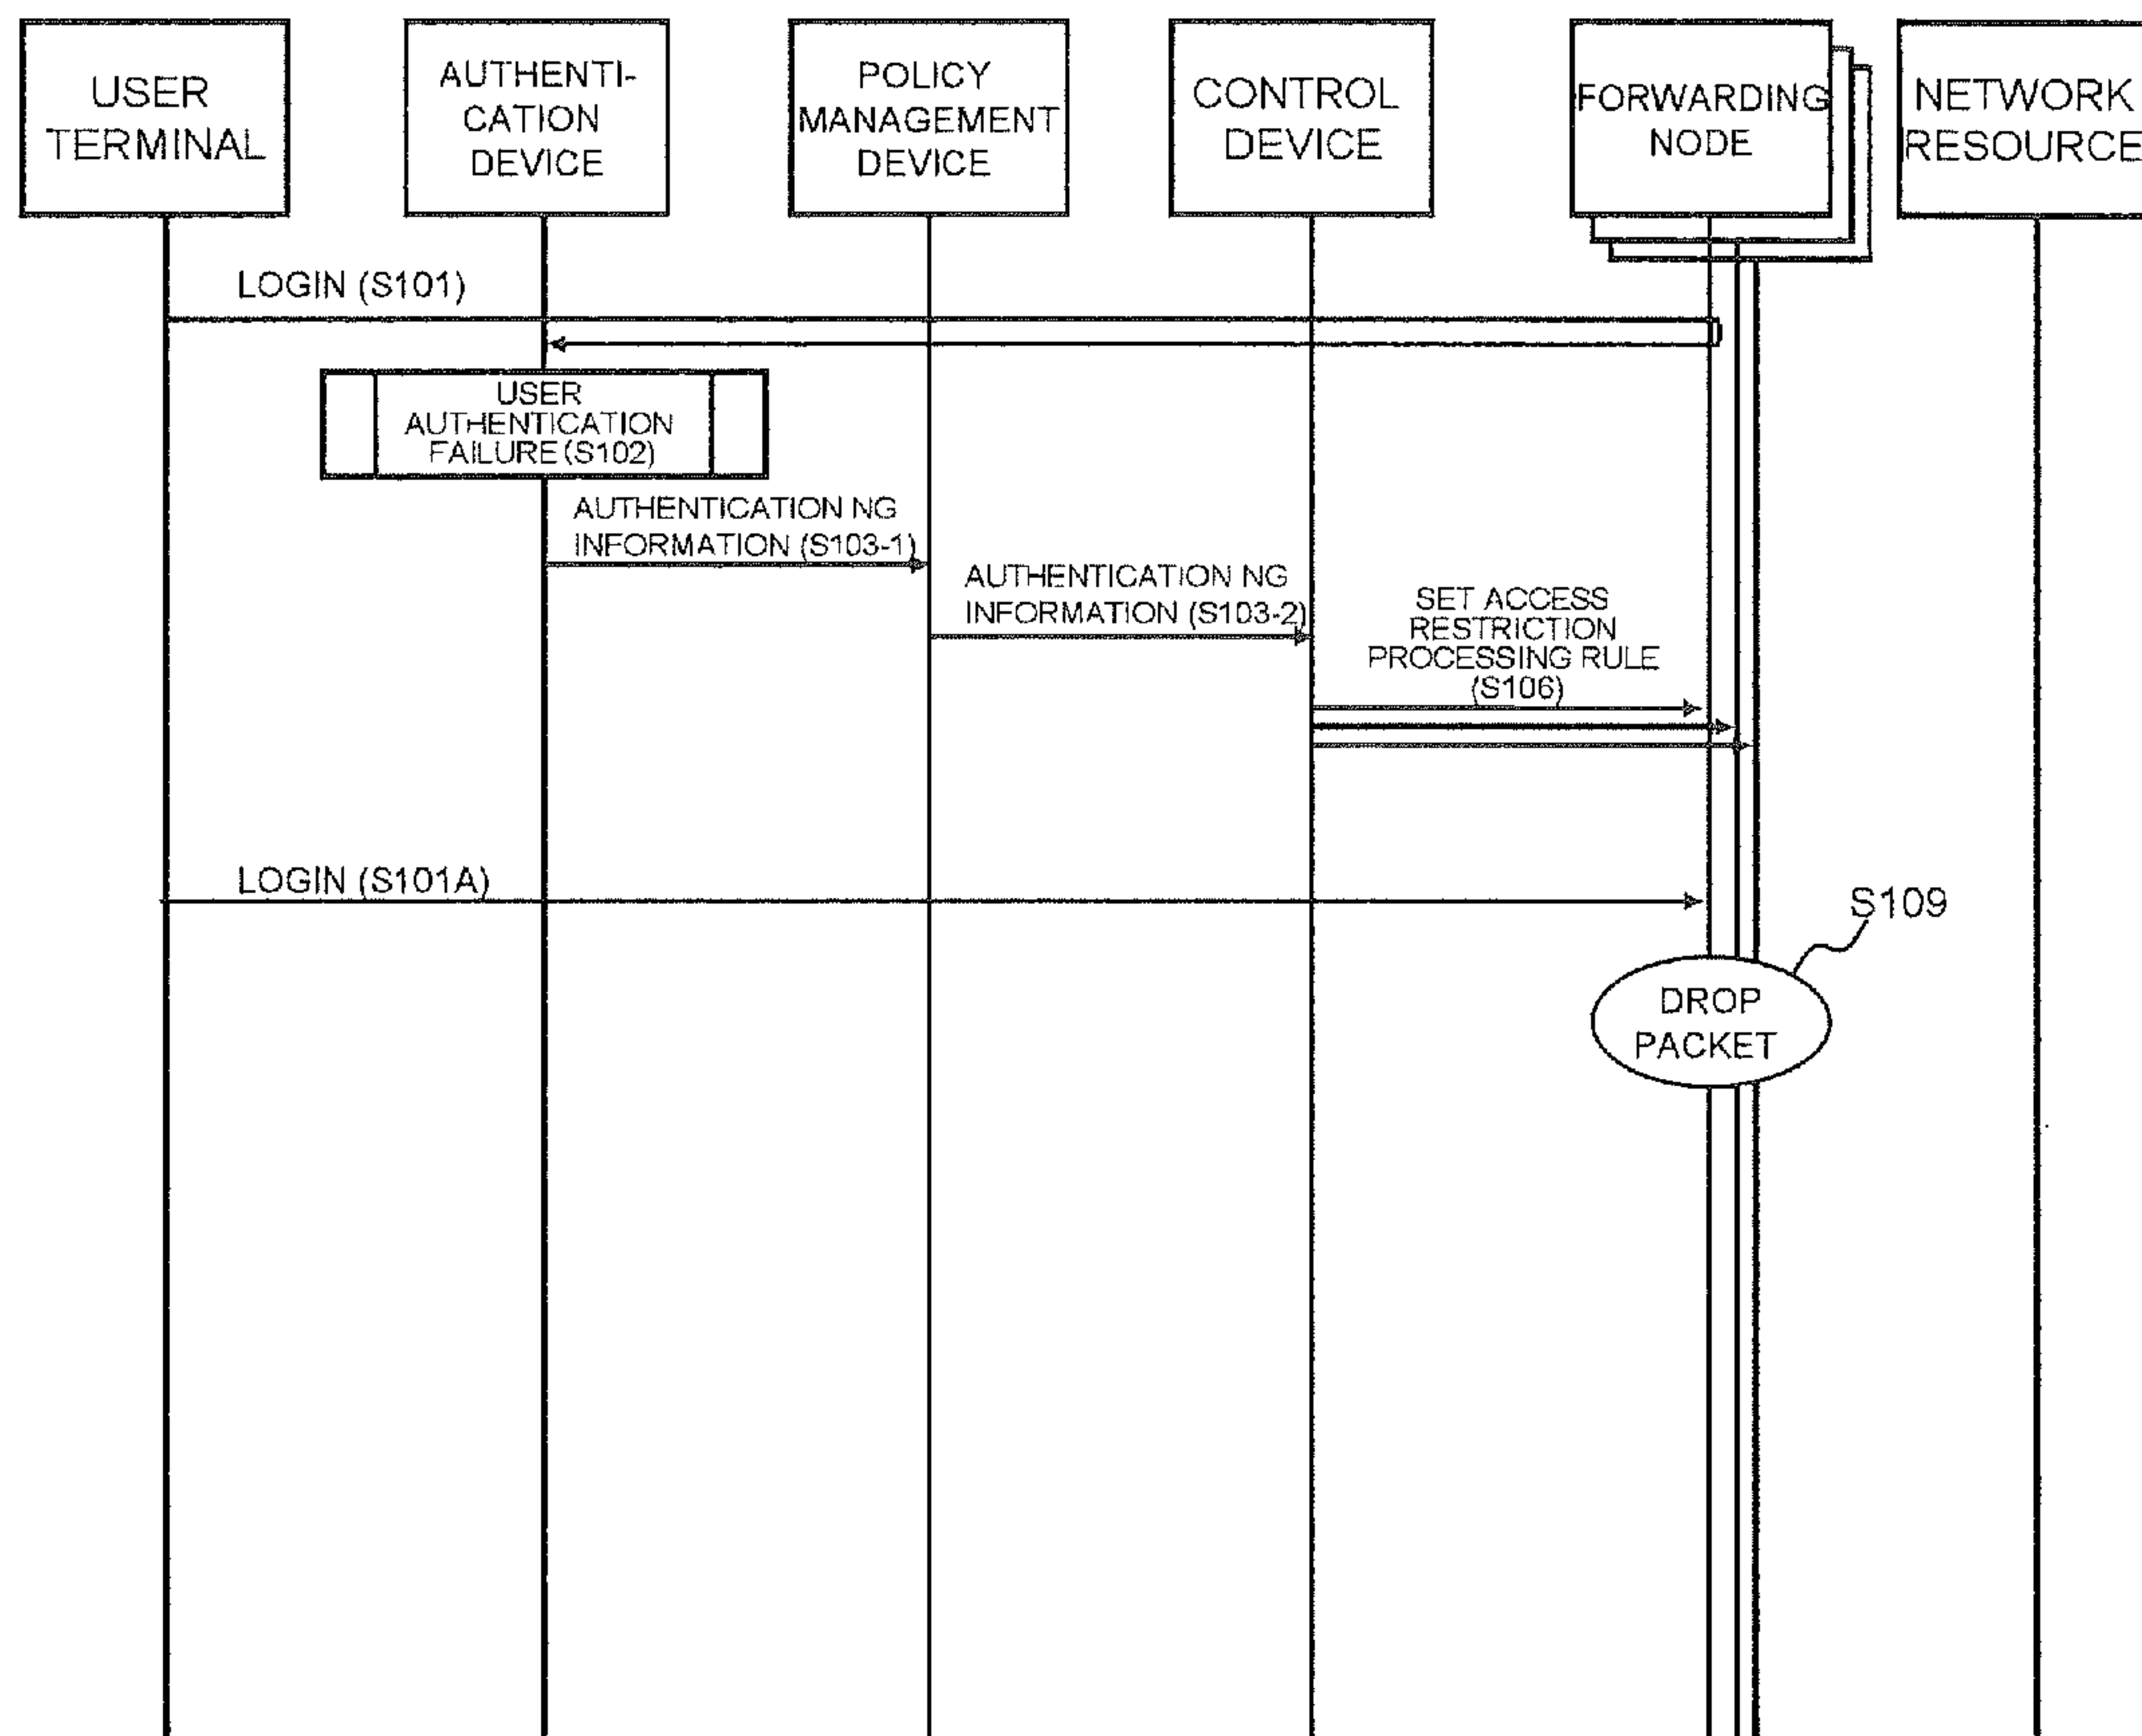 USER
TERMINAL
AUTHENTI-
CATION
DEVICE
POLICY
MANAGEMENT
DEVICE
CONTROL
DEVICE
FORWARDING
NODE
NETWORK
RESOURCE
LOGIN (S101)
USER
AUTHENTICATION
FAILURE(S102)
AUTHENTICATION NG
INFORMATION (S103-1)
AUTHENTICATION NG
INFORMATION (S103-2)
SET ACCESS
RESTRICTION
PROCESSING RULE
(S106)
LOGIN (S101A)
S109
DROP
PACKET